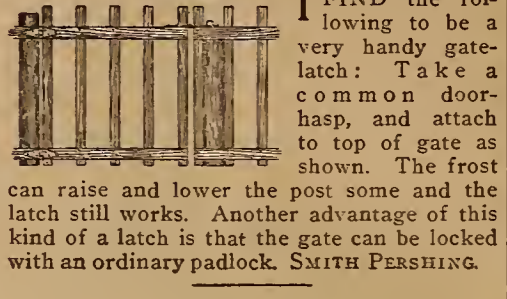 I FIND the fol-
lowing to be a
very handy gate-
latch: Take a
common door-
hasp, and attach
to top of gate as
shown. The frost
can raise and lower the post some and the
latch still works. Another advantage of this
kind of a latch is that the gate can be locked
with an ordinary padlock. SMITH PERSHING.